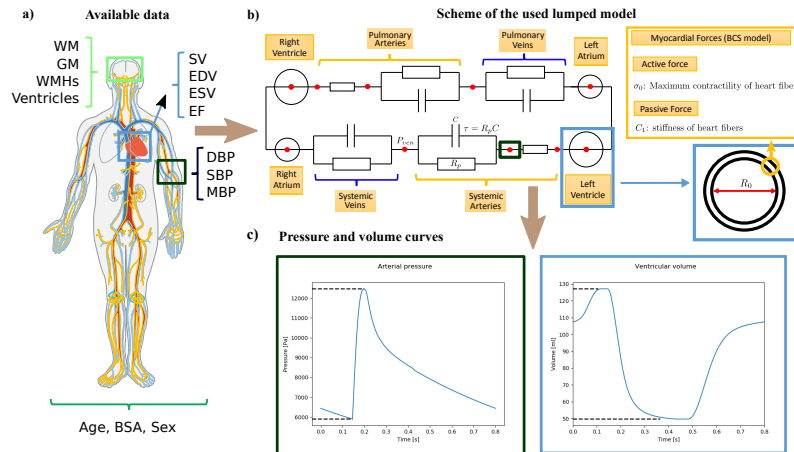 a) Available data
WM
GM
WMHs
Ventricles
SV
EDV
ESV
EF
DBP
SBP
MBP
Age, BSA, Sex
b) Scheme of the used lumped model
Right
Ventricle
Pulmonary
Arteries
Pulmonary
Veins
Left
Atrium
Right
Atrium
Systemic
Veins
P_ven
C
τ = R_pC
R_p
Systemic
Arteries
Left
Ventricle
Myocardial Forces (BCS model)
Active force
σ₀: Maximum contractility of heart fiber
Passive Force
C₁: stiffness of heart fibers
R₀
c) Pressure and volume curves
Arterial pressure
Pressure [Pa]
12000
11000
10000
9000
8000
7000
6000
0.0 0.1 0.2 0.3 0.4 0.5 0.6 0.7 0.8
Time [s]
Ventricular volume
Volume [ml]
130
120
110
100
90
80
70
60
50
0.0 0.1 0.2 0.3 0.4 0.5 0.6 0.7 0.8
Time [s]